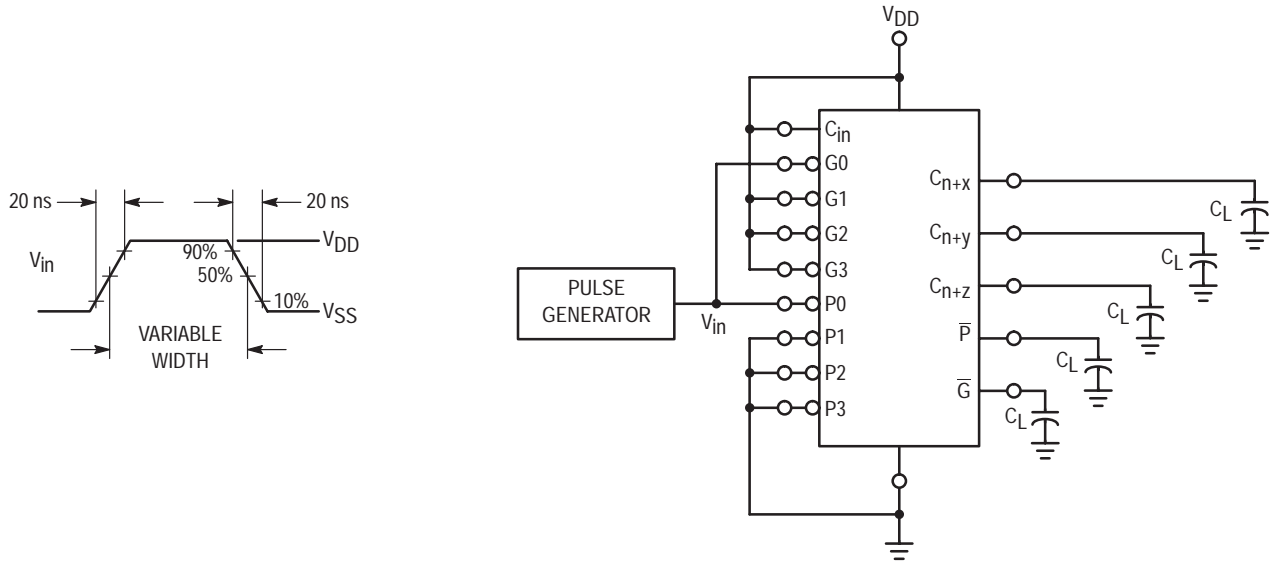 20 ns
20 ns
Vin
90%
50%
10%
VDD
VSS
VARIABLE
WIDTH
PULSE
GENERATOR
Vin
VDD
Cin
G0
G1
G2
G3
P0
P1
P2
P3
Cn+x
Cn+y
Cn+z
P̅
G̅
CL
CL
CL
CL
CL